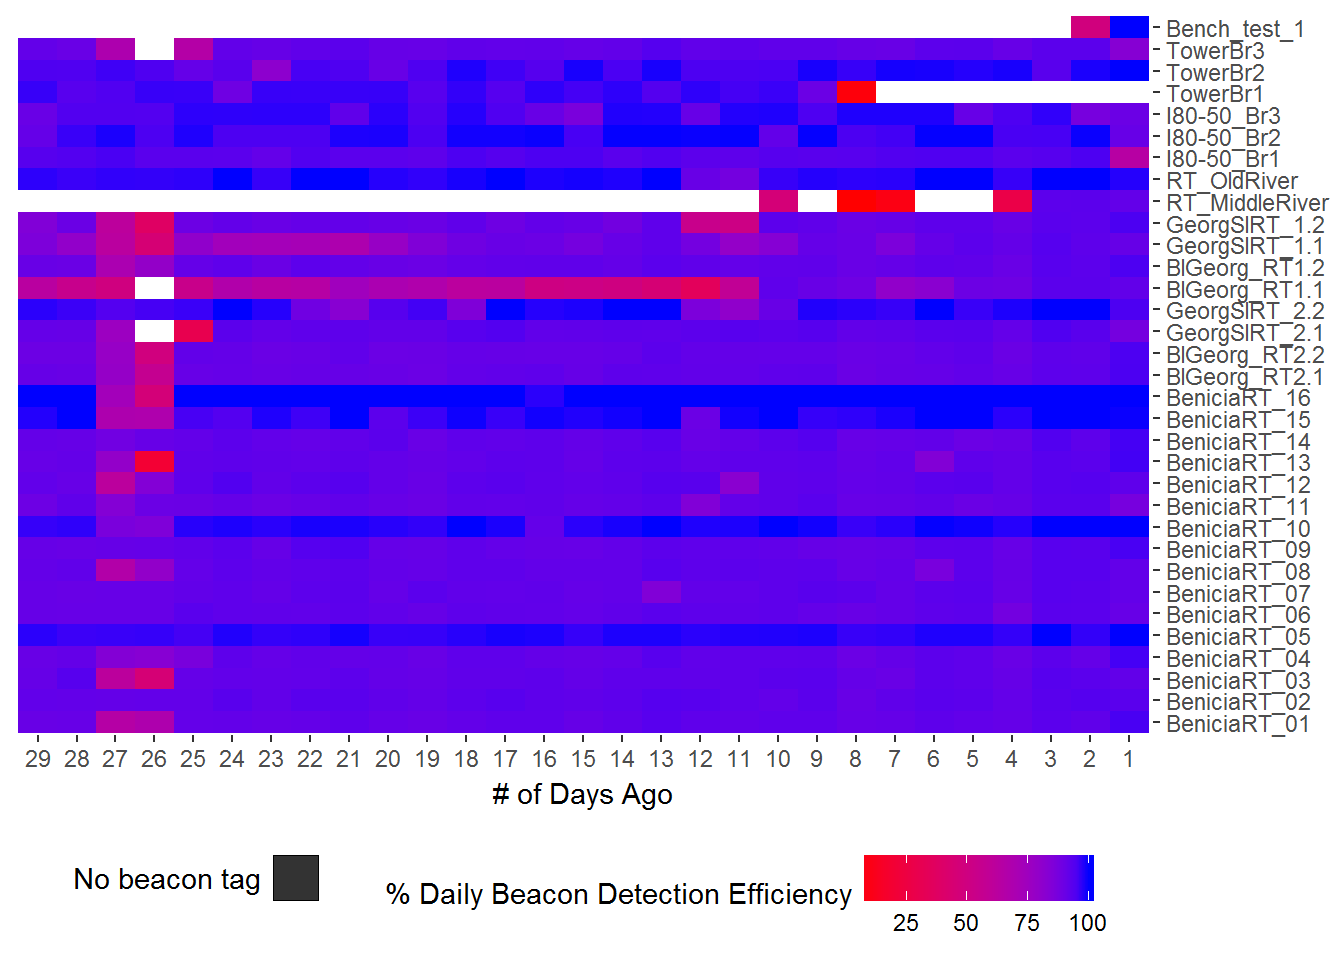 Bench_test_1
TowerBr3
TowerBr2
TowerBr1
I80-50_Br3
I80-50_Br2
I80-50_Br1
RT_OldRiver
RT_MiddleRiver
GeorgSlRT_1.2
GeorgSlRT_1.1
BlGeorg_RT1.2
BlGeorg_RT1.1
GeorgSlRT_2.2
GeorgSlRT_2.1
BlGeorg_RT2.2
BlGeorg_RT2.1
BeniciaRT_16
BeniciaRT_15
BeniciaRT_14
BeniciaRT_13
BeniciaRT_12
BeniciaRT_11
BeniciaRT_10
BeniciaRT_09
BeniciaRT_08
BeniciaRT_07
BeniciaRT_06
BeniciaRT_05
BeniciaRT_04
BeniciaRT_03
BeniciaRT_02
BeniciaRT_01
29 28 27 26 25 24 23 22 21 20 19 18 17 16 15 14 13 12 11 10 9 8 7 6 5 4 3 2 1
# of Days Ago
No beacon tag
% Daily Beacon Detection Efficiency
25 50 75 100